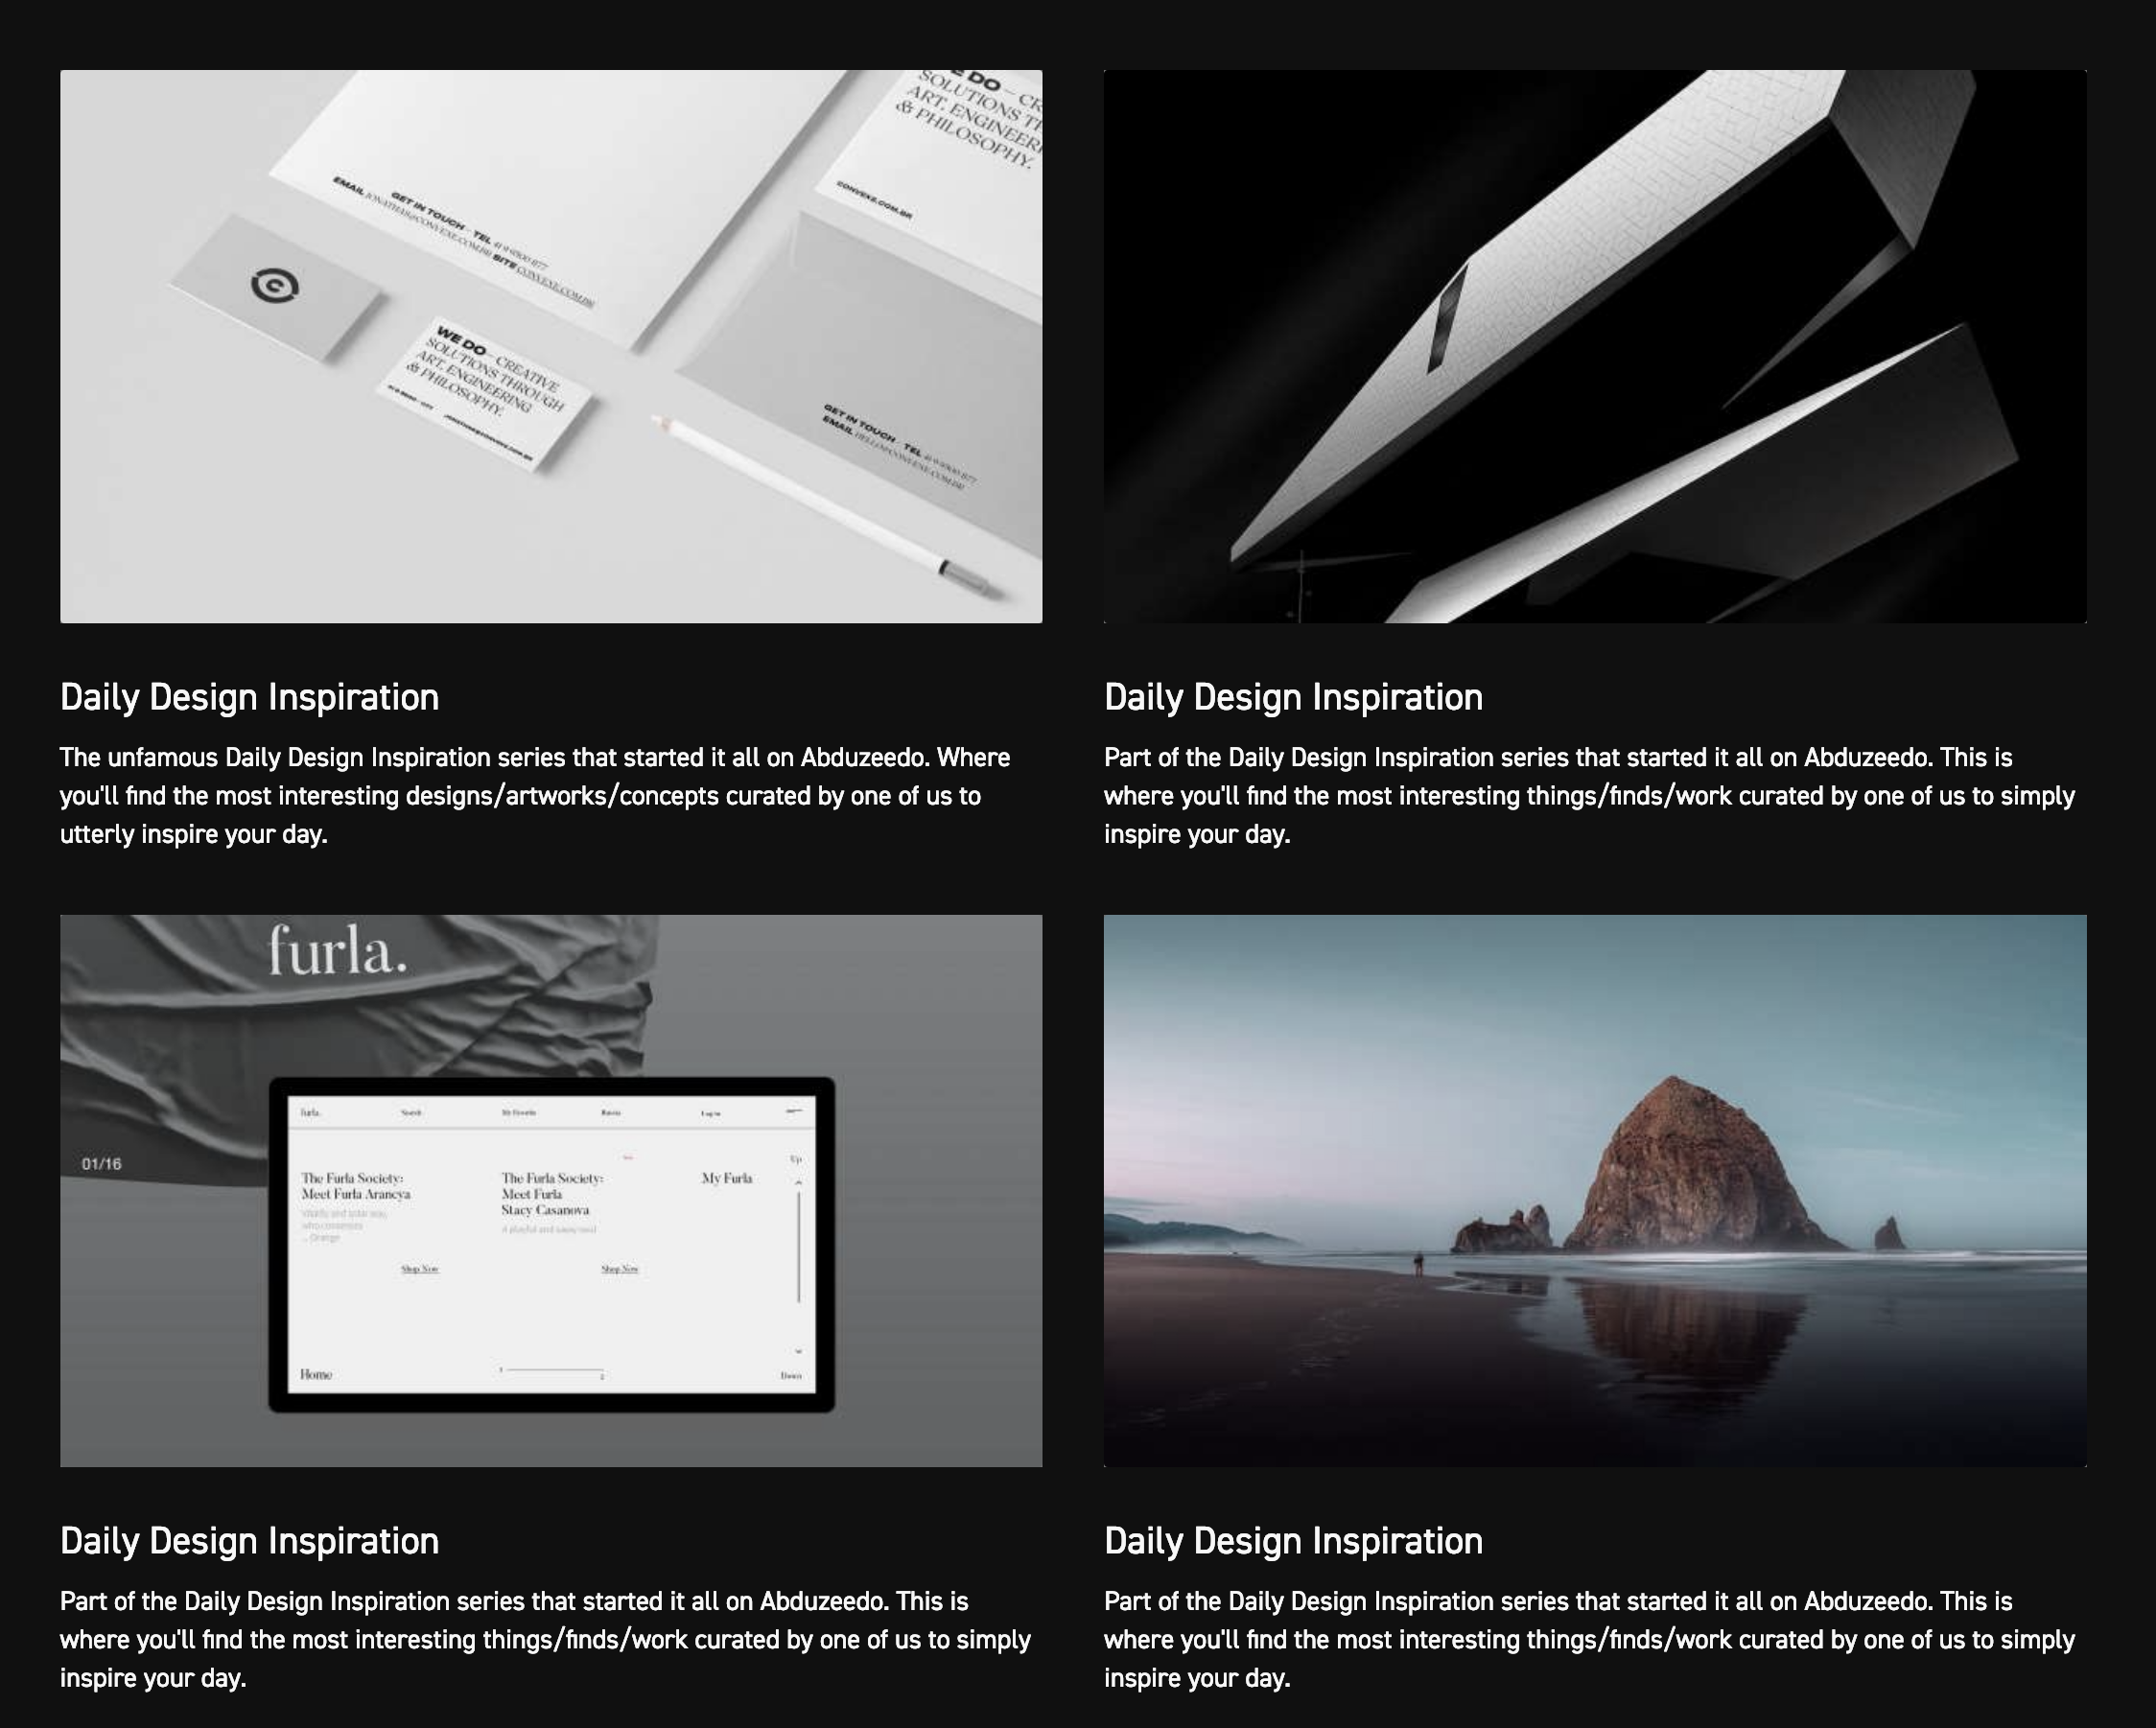 WE DO – CR
SOLUTIONS TH
ART, ENGINEERI
& PHILOSOPHY.
CONVEXE.COM.BR
GET IN TOUCH – TEL
EMAIL JONATHAS@CONVEXE.COM.BR SITE CONVEXE.COM.BR
C
WE DO – CREATIVE
SOLUTIONS THROUGH
ART, ENGINEERING
& PHILOSOPHY.
GET IN TOUCH – TEL
EMAIL HELLO@CONVEXE.COM.BR
Daily Design Inspiration
The unfamous Daily Design Inspiration series that started it all on Abduzeedo. Where
you'll find the most interesting designs/artworks/concepts curated by one of us to
utterly inspire your day.
Daily Design Inspiration
Part of the Daily Design Inspiration series that started it all on Abduzeedo. This is
where you'll find the most interesting things/finds/work curated by one of us to simply
inspire your day.
furla.
01/16
furla. Search My Favorite Log in
Up
The Furla Society:
Meet Furla Arancya
The Furla Society:
Meet Furla
Stacy Casanova
My Furla
Shop Now
Shop Now
Home
1
2
Down
Daily Design Inspiration
Part of the Daily Design Inspiration series that started it all on Abduzeedo. This is
where you'll find the most interesting things/finds/work curated by one of us to simply
inspire your day.
Daily Design Inspiration
Part of the Daily Design Inspiration series that started it all on Abduzeedo. This is
where you'll find the most interesting things/finds/work curated by one of us to simply
inspire your day.